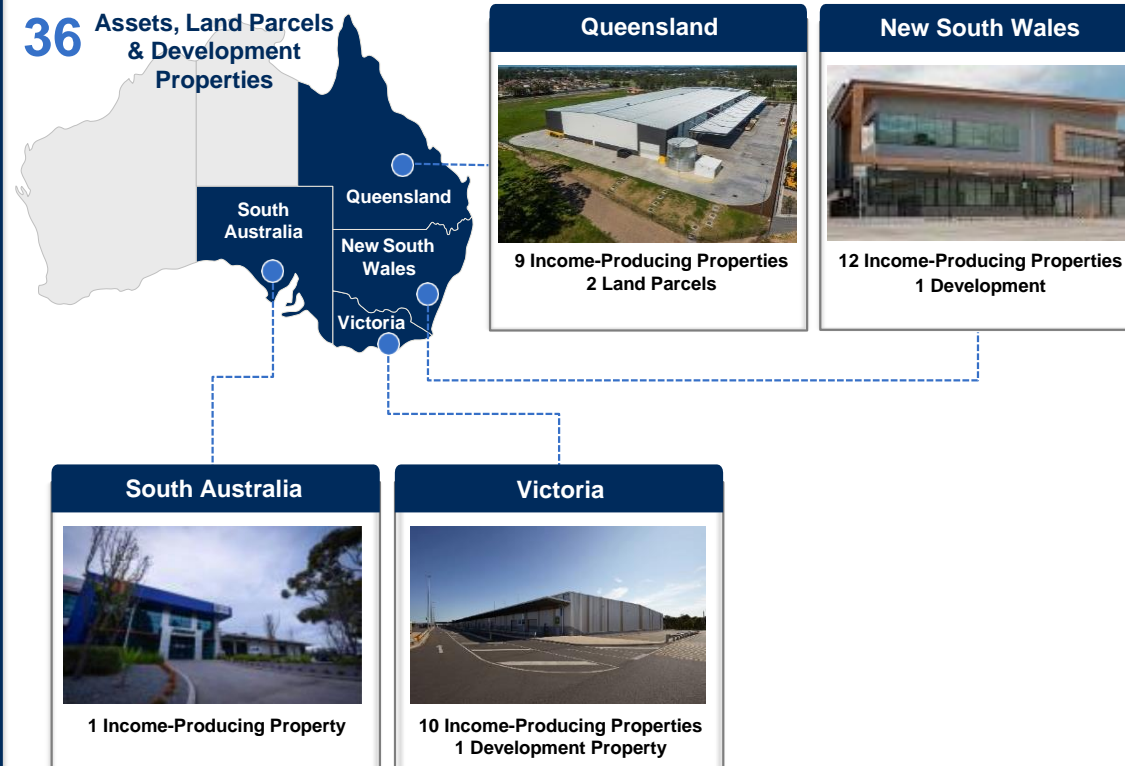 36
Assets, Land Parcels
& Development
Properties
Queensland
South
Australia
New South
Wales
Victoria
Queensland
9 Income-Producing Properties
2 Land Parcels
New South Wales
12 Income-Producing Properties
1 Development
South Australia
1 Income-Producing Property
Victoria
10 Income-Producing Properties
1 Development Property